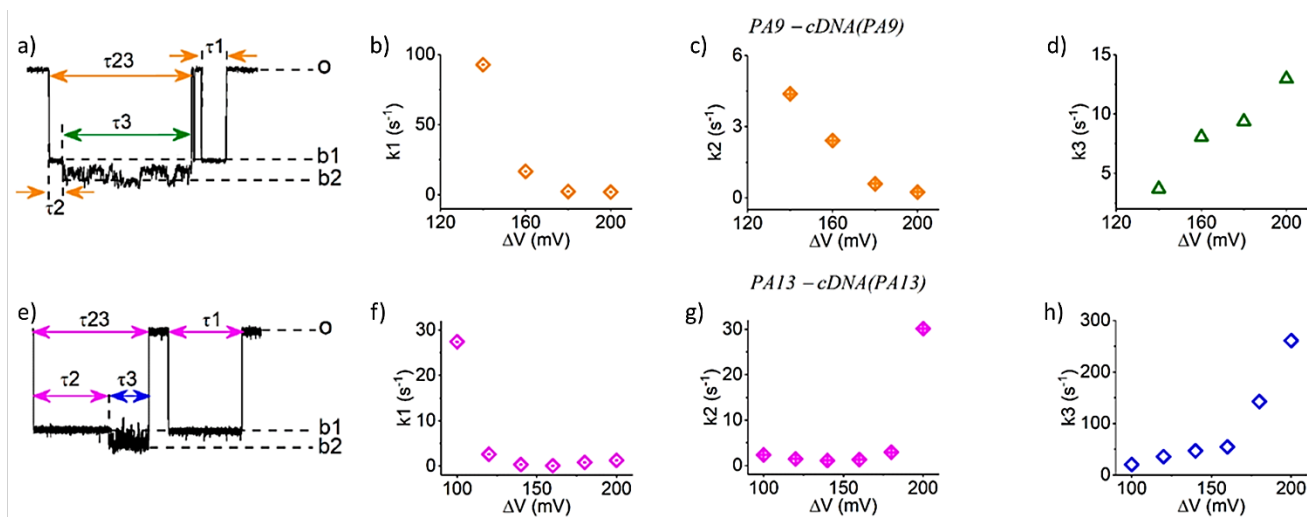 PA9 – cDNA(PA9)
a)
τ23
τ1
O
τ3
b1
b2
τ2
b)
k1 (s⁻¹)
100
50
0
120
160
200
ΔV (mV)
c)
k2 (s⁻¹)
6
3
0
120
160
200
ΔV (mV)
d)
k3 (s⁻¹)
15
10
5
120
160
200
ΔV (mV)
PA13 – cDNA(PA13)
e)
τ23
τ1
O
τ2
τ3
b1
b2
f)
k1 (s⁻¹)
30
20
10
0
100
150
200
ΔV (mV)
g)
k2 (s⁻¹)
30
20
10
0
100
150
200
ΔV (mV)
h)
k3 (s⁻¹)
300
200
100
0
100
150
200
ΔV (mV)